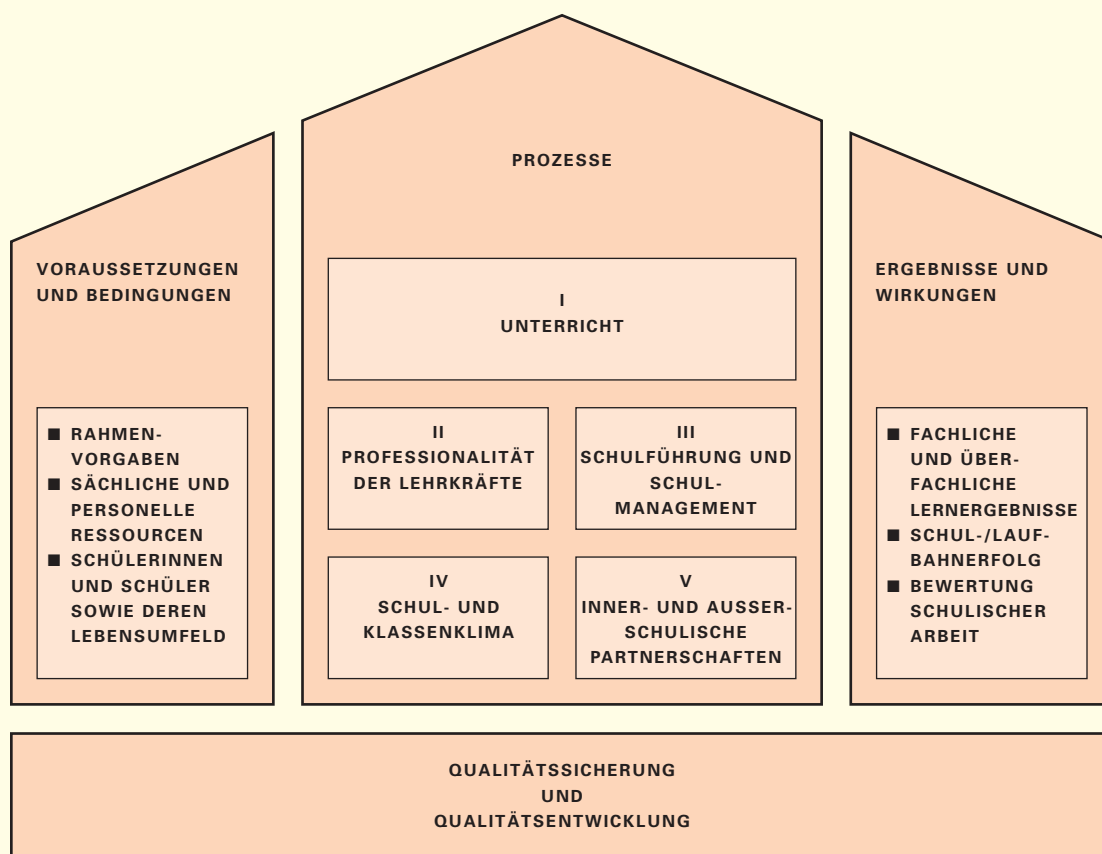 PROZESSE
VORAUSSETZUNGEN
UND BEDINGUNGEN
■ RAHMEN-
VORGABEN
■ SÄCHLICHE UND
PERSONELLE
RESSOURCEN
■ SCHÜLERINNEN
UND SCHÜLER
SOWIE DEREN
LEBENSUMFELD
I
UNTERRICHT
II
PROFESSIONALITÄT
DER LEHRKRÄFTE
III
SCHULFÜHRUNG UND
SCHUL-
MANAGEMENT
IV
SCHUL- UND
KLASSENKLIMA
V
INNER- UND AUSSER-
SCHULISCHE
PARTNERSCHAFTEN
ERGEBNISSE UND
WIRKUNGEN
■ FACHLICHE
UND ÜBER-
FACHLICHE
LERNERGEBNISSE
■ SCHUL-/LAUF-
BAHNERFOLG
■ BEWERTUNG
SCHULISCHER
ARBEIT
QUALITÄTSSICHERUNG
UND
QUALITÄTSENTWICKLUNG